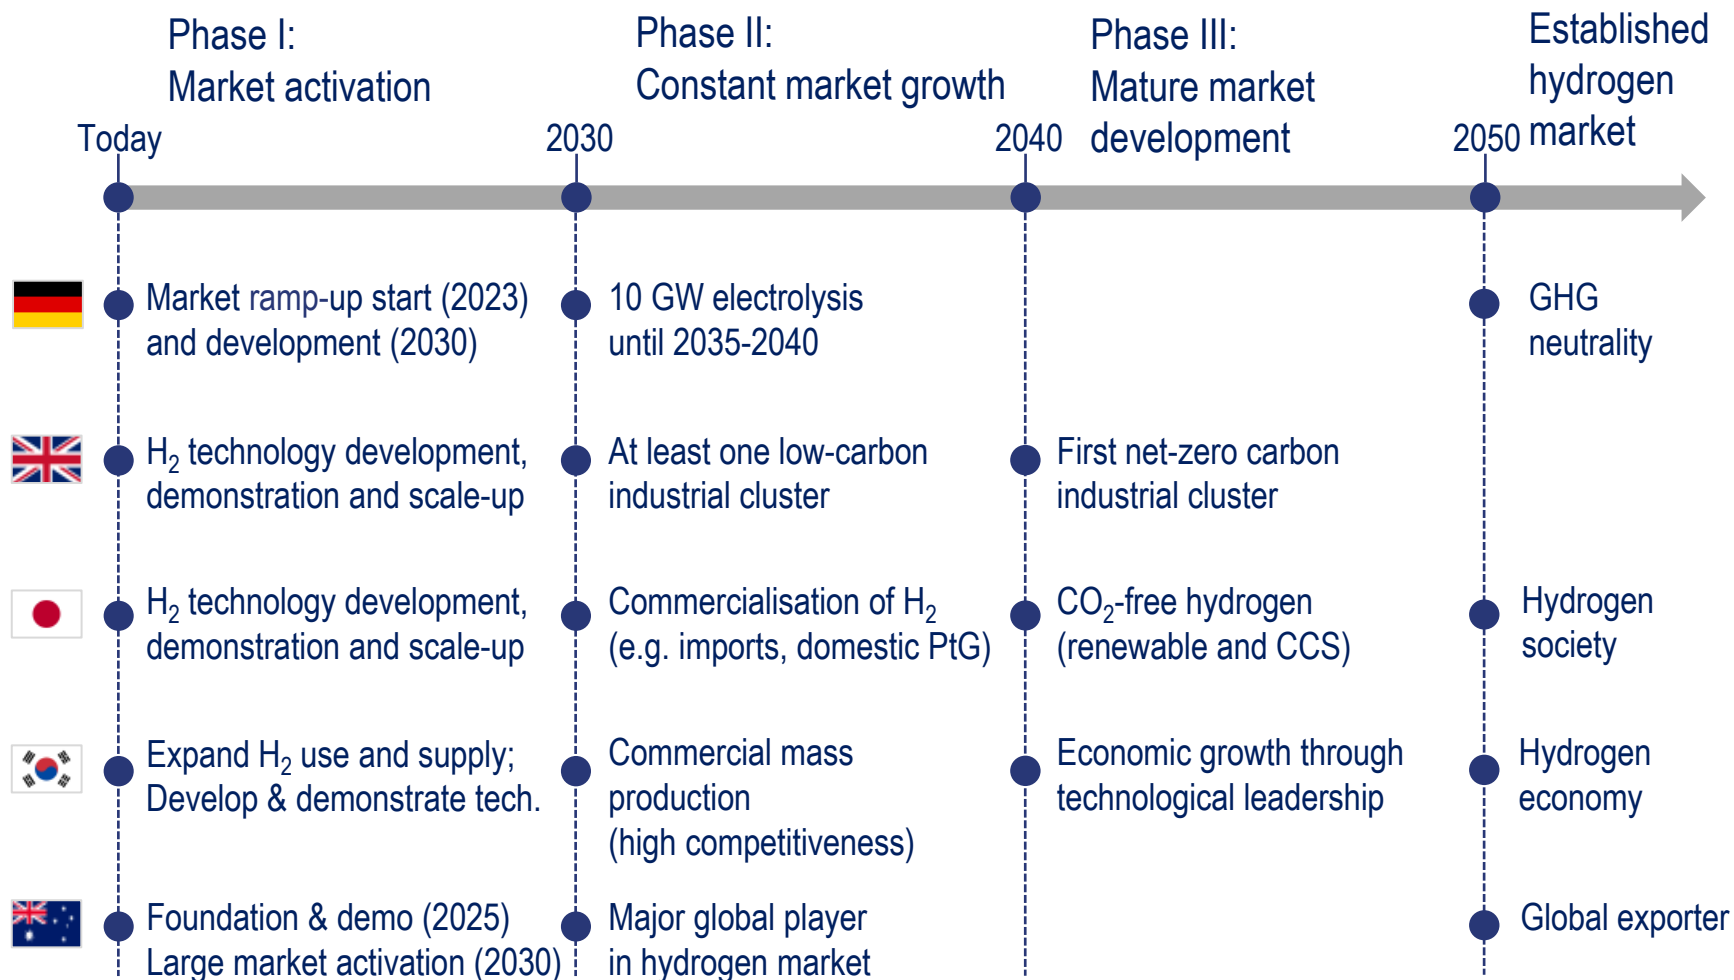 Phase I:
Market activation
Phase II:
Constant market growth
Phase III:
Mature market
development
Established
hydrogen
market
Today
2030
2040
2050
Market ramp-up start (2023)
and development (2030)
10 GW electrolysis
until 2035-2040
GHG
neutrality
H₂ technology development,
demonstration and scale-up
At least one low-carbon
industrial cluster
First net-zero carbon
industrial cluster
H₂ technology development,
demonstration and scale-up
Commercialisation of H₂
(e.g. imports, domestic PtG)
CO₂-free hydrogen
(renewable and CCS)
Hydrogen
society
Expand H₂ use and supply;
Develop & demonstrate tech.
Commercial mass
production
(high competitiveness)
Economic growth through
technological leadership
Hydrogen
economy
Foundation & demo (2025)
Large market activation (2030)
Major global player
in hydrogen market
Global exporter